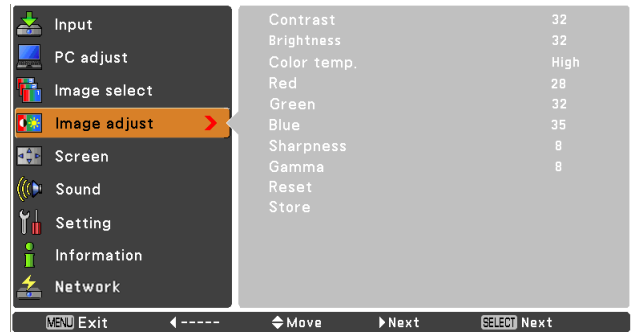 Input
PC adjust
Image select
Image adjust
Screen
Sound
Setting
Information
Network
Contrast 32
Brightness 32
Color temp. High
Red 28
Green 32
Blue 35
Sharpness 8
Gamma 8
Reset
Store
MENU Exit ----- Move Next SELECT Next